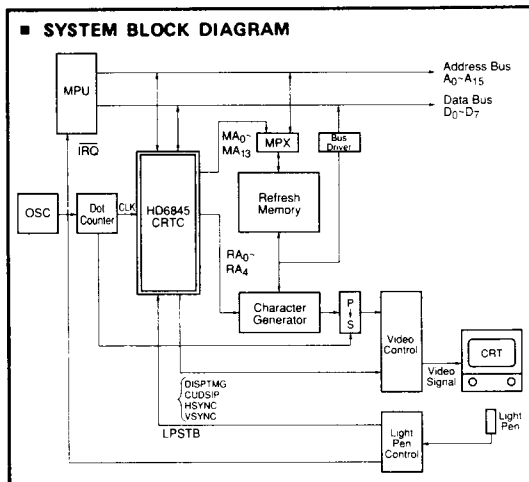 ■ SYSTEM BLOCK DIAGRAM
MPU
Address Bus
A0~A15
Data Bus
D0~D7
IRQ
MA0~
MA13
MPX
Bus
Driver
OSC
Dot
Counter
CLK
HD6845
CRTC
Refresh
Memory
RA0~
RA4
Character
Generator
P
↓
S
Video
Control
CRT
Video
Signal
DISPTMG
CUDSIP
HSYNC
VSYNC
LPSTB
Light
Pen
Light
Pen
Control